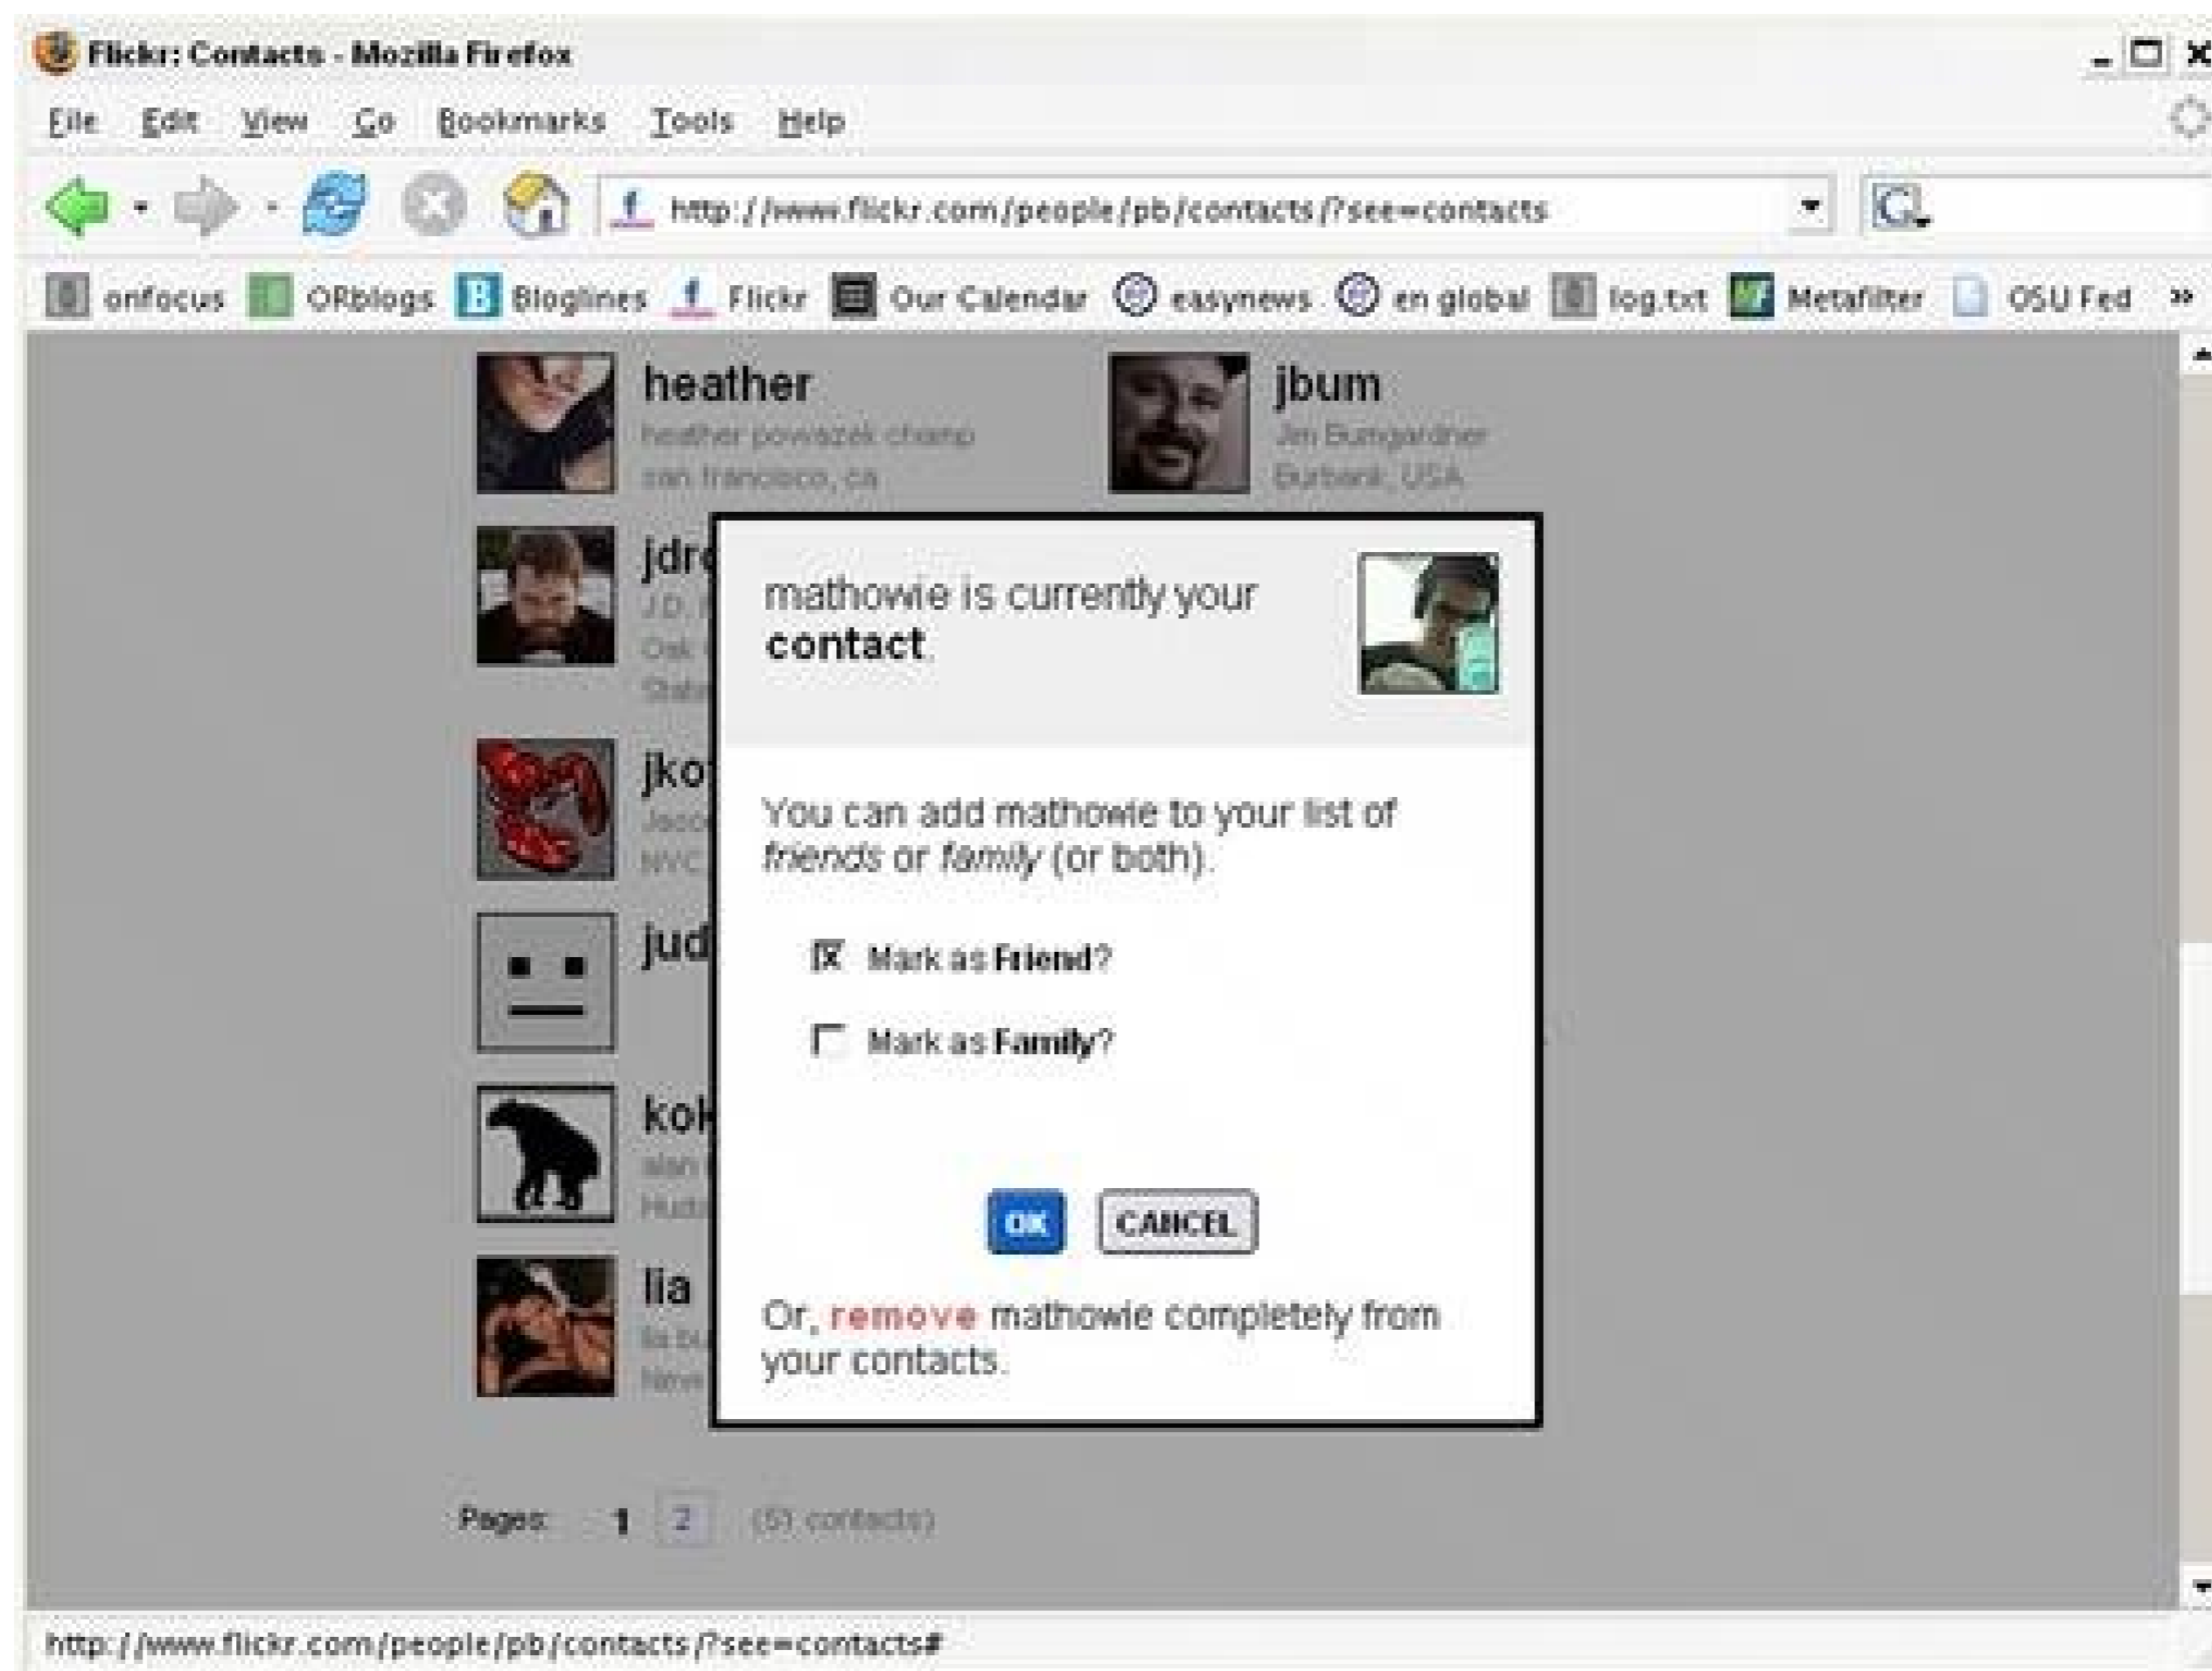 Flickr: Contacts - Mozilla Firefox
File Edit View Go Bookmarks Tools Help
http://www.flickr.com/people/pb/contacts/?see=contacts
onfocus ORblogs Bloglines Flickr Our Calendar easynews en global log.txt Metafilter OSU Fed »
heather
heather powazek champ
san francisco, ca
jbum
Jim Bumgardner
Burbank, USA
mathowie is currently your
contact.
You can add mathowie to your list of
friends or family (or both).
Mark as Friend?
Mark as Family?
OK CANCEL
Or, remove mathowie completely from
your contacts.
J.D.
Oak
jko
NVC
jud
lia
Pages: 1 2 (51 contacts)
http://www.flickr.com/people/pb/contacts/?see=contacts#